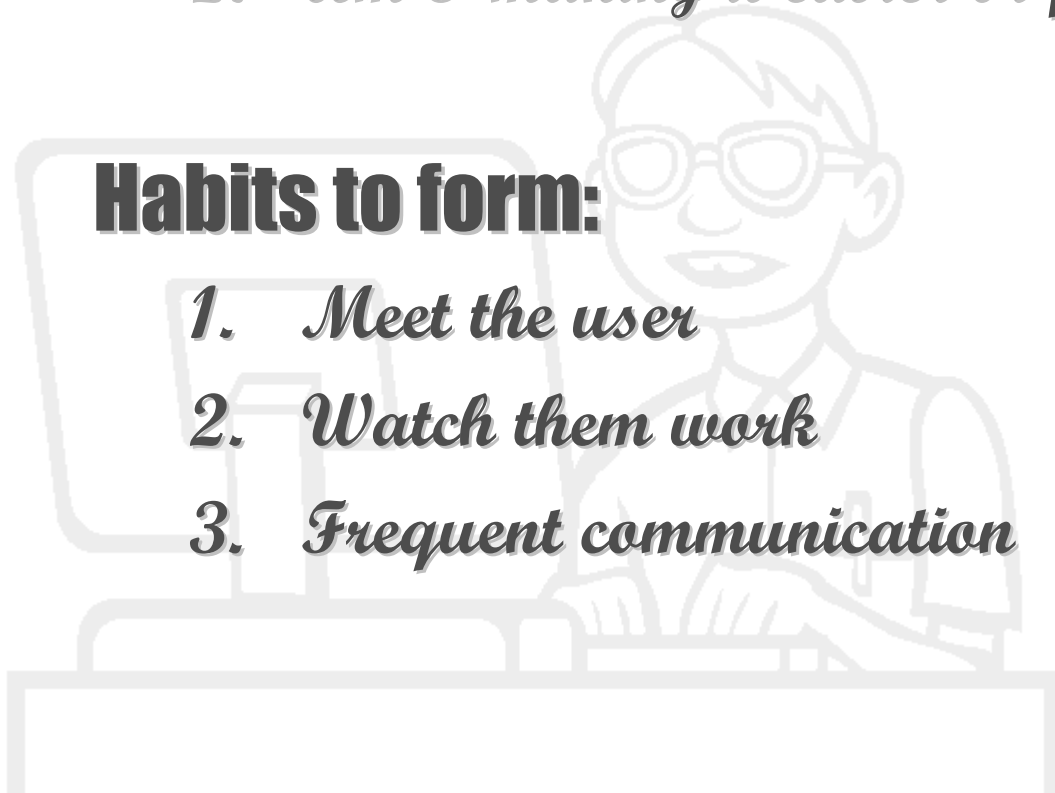 Habits to form:
1. Meet the user
2. Watch them work
3. Frequent communication